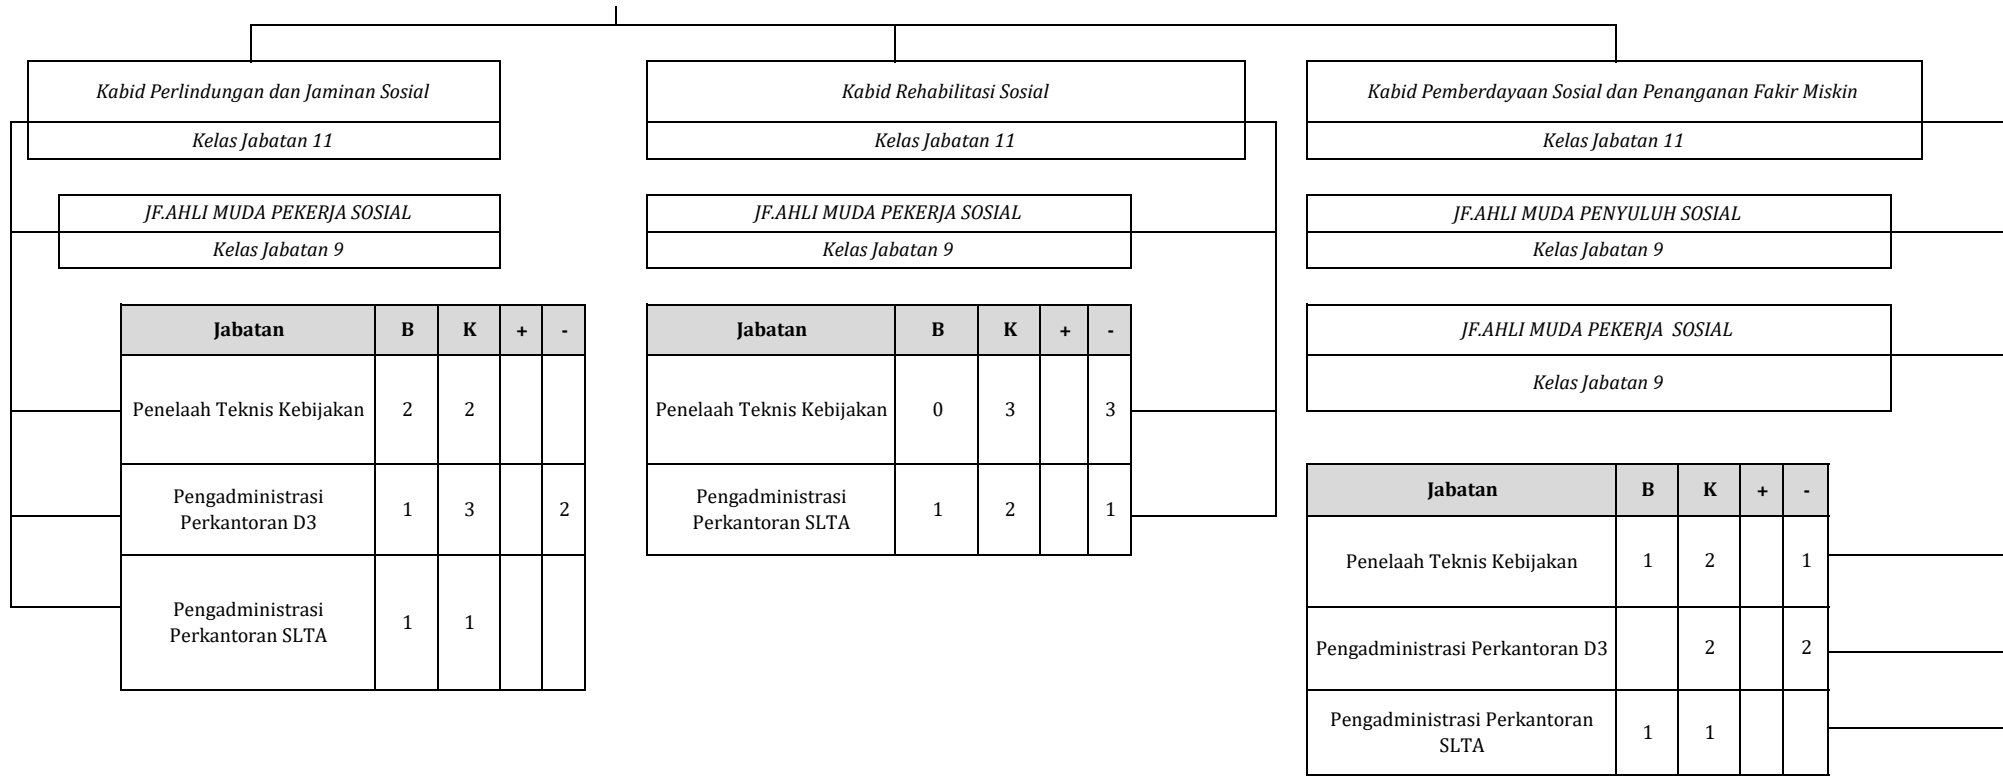 Kabid Perlindungan dan Jaminan Sosial
Kelas Jabatan 11
JF.AHLI MUDA PEKERJA SOSIAL
Kelas Jabatan 9
Jabatan B K + -
Penelaah Teknis Kebijakan 2 2
Pengadministrasi
Perkantoran D3 1 3 2
Pengadministrasi
Perkantoran SLTA 1 1
Kabid Rehabilitasi Sosial
Kelas Jabatan 11
JF.AHLI MUDA PEKERJA SOSIAL
Kelas Jabatan 9
Jabatan B K + -
Penelaah Teknis Kebijakan 0 3 3
Pengadministrasi
Perkantoran SLTA 1 2 1
Kabid Pemberdayaan Sosial dan Penanganan Fakir Miskin
Kelas Jabatan 11
JF.AHLI MUDA PENYULUH SOSIAL
Kelas Jabatan 9
JF.AHLI MUDA PEKERJA SOSIAL
Kelas Jabatan 9
Jabatan B K + -
Penelaah Teknis Kebijakan 1 2 1
Pengadministrasi Perkantoran D3 2 2
Pengadministrasi Perkantoran
SLTA 1 1